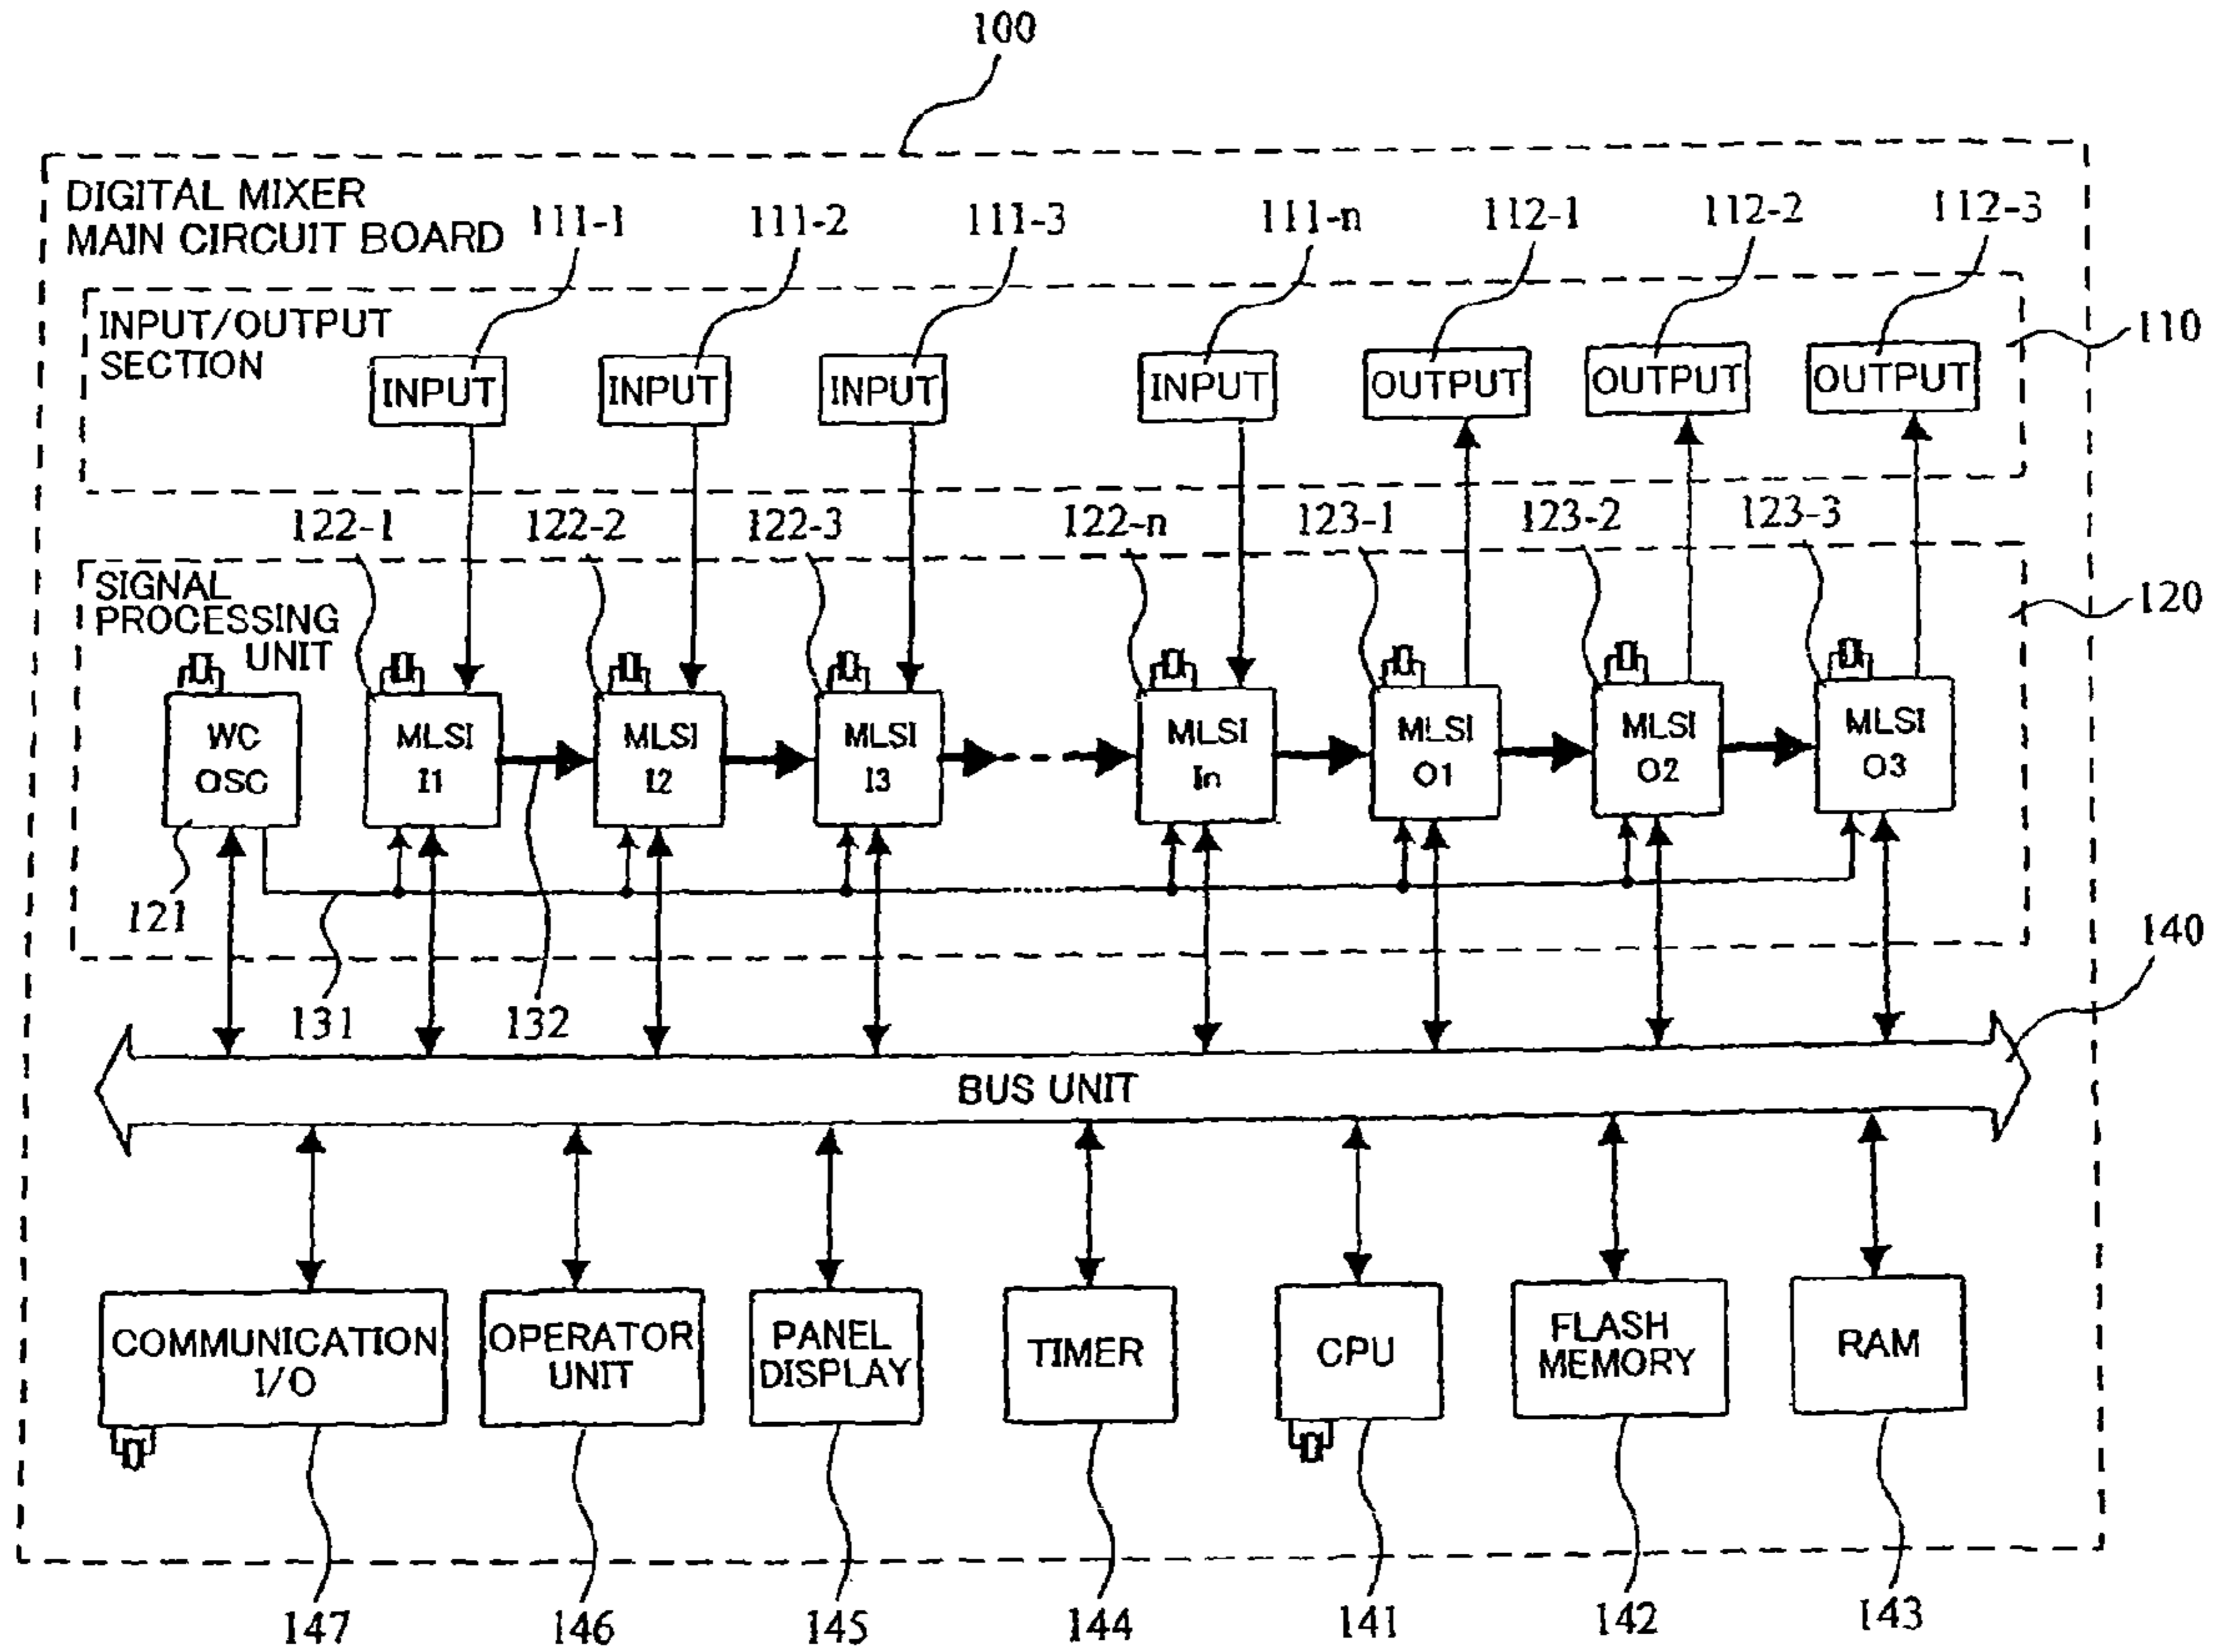 100
DIGITAL MIXER
MAIN CIRCUIT BOARD
111-1
111-2
111-3
111-n
112-1
112-2
112-3
INPUT/OUTPUT
SECTION
110
INPUT
INPUT
INPUT
INPUT
OUTPUT
OUTPUT
OUTPUT
122-1
122-2
122-3
122-n
123-1
123-2
123-3
SIGNAL
PROCESSING
UNIT
120
WC
OSC
MLSI
I1
MLSI
I2
MLSI
I3
MLSI
In
MLSI
O1
MLSI
O2
MLSI
O3
121
131
132
140
BUS UNIT
COMMUNICATION
I/O
OPERATOR
UNIT
PANEL
DISPLAY
TIMER
CPU
FLASH
MEMORY
RAM
147
146
145
144
141
142
143